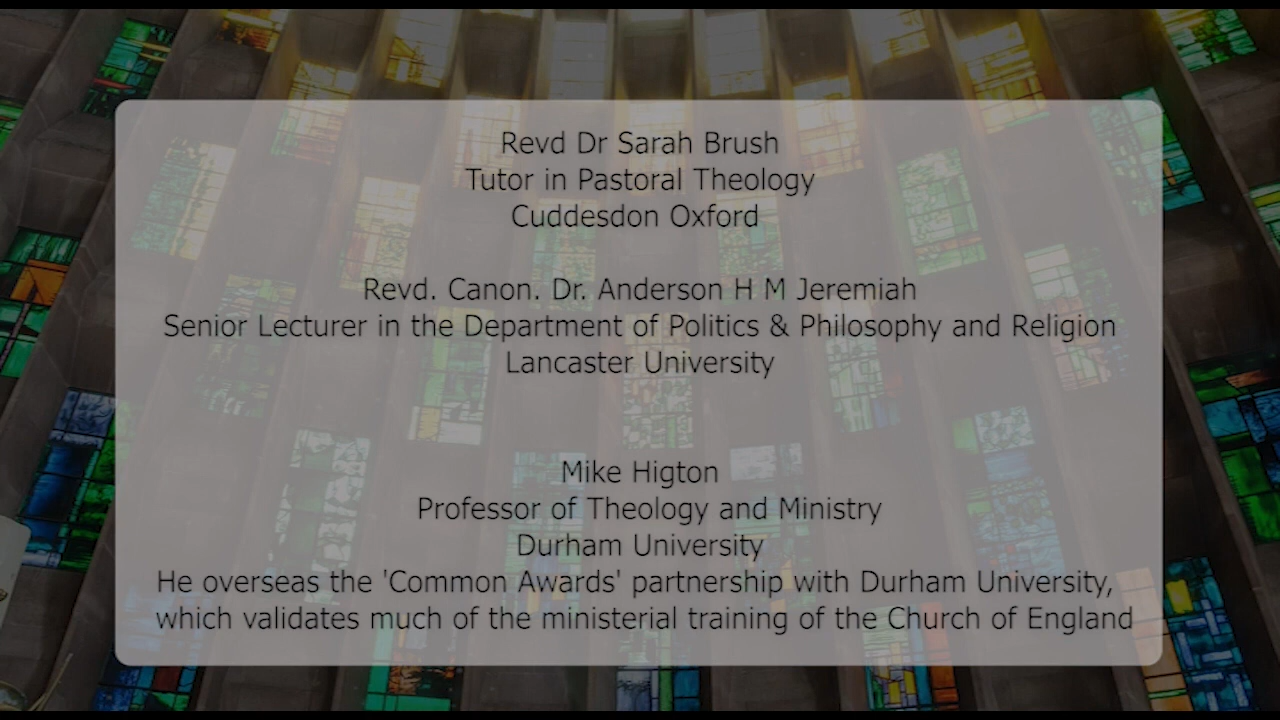 Revd Dr Sarah Brush
Tutor in Pastoral Theology
Cuddesdon Oxford
Revd. Canon. Dr. Anderson H M Jeremiah
Senior Lecturer in the Department of Politics & Philosophy and Religion
Lancaster University
Mike Higton
Professor of Theology and Ministry
Durham University
He overseas the 'Common Awards' partnership with Durham University,
which validates much of the ministerial training of the Church of England